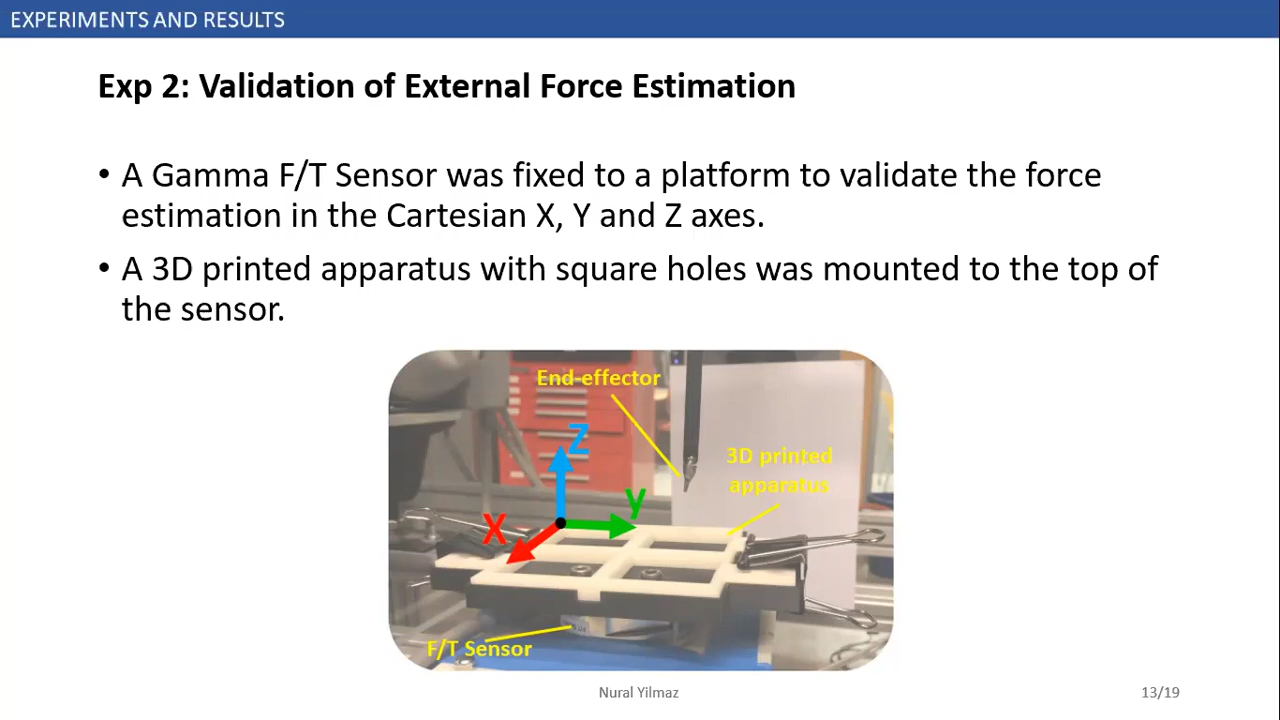 EXPERIMENTS AND RESULTS
Exp 2: Validation of External Force Estimation
• A Gamma F/T Sensor was fixed to a platform to validate the force
estimation in the Cartesian X, Y and Z axes.
• A 3D printed apparatus with square holes was mounted to the top of
the sensor.
End-effector
Z
3D printed
apparatus
y
X
F/T Sensor
Nural Yilmaz
13/19